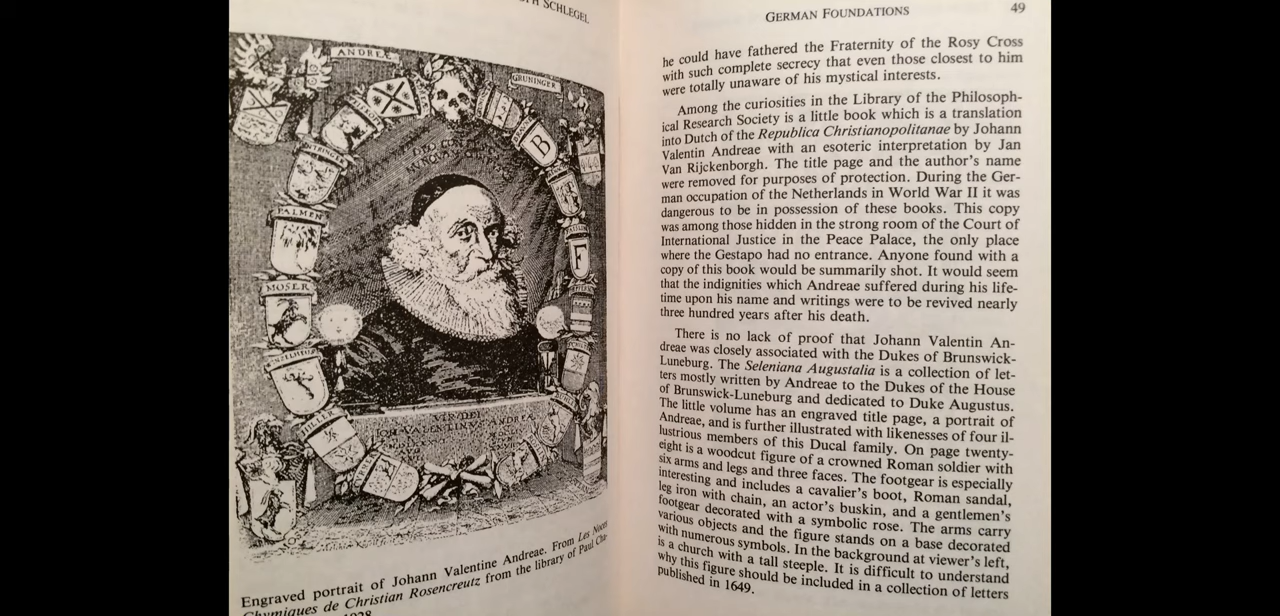 SCHLEGEL
ANDREÆ
GRUNINGER
B
PALMEN
F
MOSER
HILLER
VIR DEI
IOH VALENTINVS ANDREÆ
Engraved portrait of Johann Valentine Andreae. From Les Noces
Chymiques de Christian Rosencreutz from the library of Paul Cha-
1928
GERMAN FOUNDATIONS
49
he could have fathered the Fraternity of the Rosy Cross
with such complete secrecy that even those closest to him
were totally unaware of his mystical interests.
Among the curiosities in the Library of the Philosoph-
ical Research Society is a little book which is a translation
into Dutch of the Republica Christianopolitanae by Johann
Valentin Andreae with an esoteric interpretation by Jan
Van Rijckenborgh. The title page and the author's name
were removed for purposes of protection. During the Ger-
man occupation of the Netherlands in World War II it was
dangerous to be in possession of these books. This copy
was among those hidden in the strong room of the Court of
International Justice in the Peace Palace, the only place
where the Gestapo had no entrance. Anyone found with a
copy of this book would be summarily shot. It would seem
that the indignities which Andreae suffered during his life-
time upon his name and writings were to be revived nearly
three hundred years after his death.
There is no lack of proof that Johann Valentin An-
dreae was closely associated with the Dukes of Brunswick-
Luneburg. The Seleniana Augustalia is a collection of let-
ters mostly written by Andreae to the Dukes of the House
of Brunswick-Luneburg and dedicated to Duke Augustus.
The little volume has an engraved title page, a portrait of
Andreae, and is further illustrated with likenesses of four il-
lustrious members of this Ducal family. On page twenty-
eight is a woodcut figure of a crowned Roman soldier with
six arms and legs and three faces. The footgear is especially
interesting and includes a cavalier's boot, Roman sandal,
leg iron with chain, an actor's buskin, and a gentlemen's
footgear decorated with a symbolic rose. The arms carry
various objects and the figure stands on a base decorated
with numerous symbols. In the background at viewer's left,
is a church with a tall steeple. It is difficult to understand
why this figure should be included in a collection of letters
published in 1649.